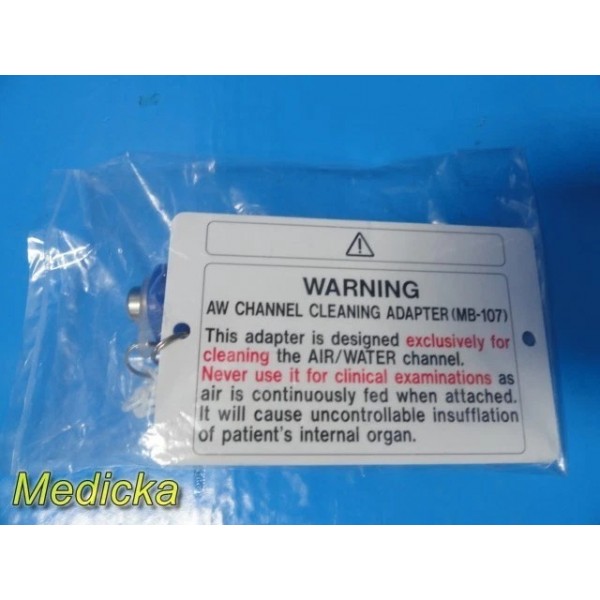 WARNING
AW CHANNEL CLEANING ADAPTER (MB-107)
This adapter is designed exclusively for
cleaning the AIR/WATER channel.
Never use it for clinical examinations as
air is continuously fed when attached.
It will cause uncontrollable insufflation
of patient's internal organ.
Medicka